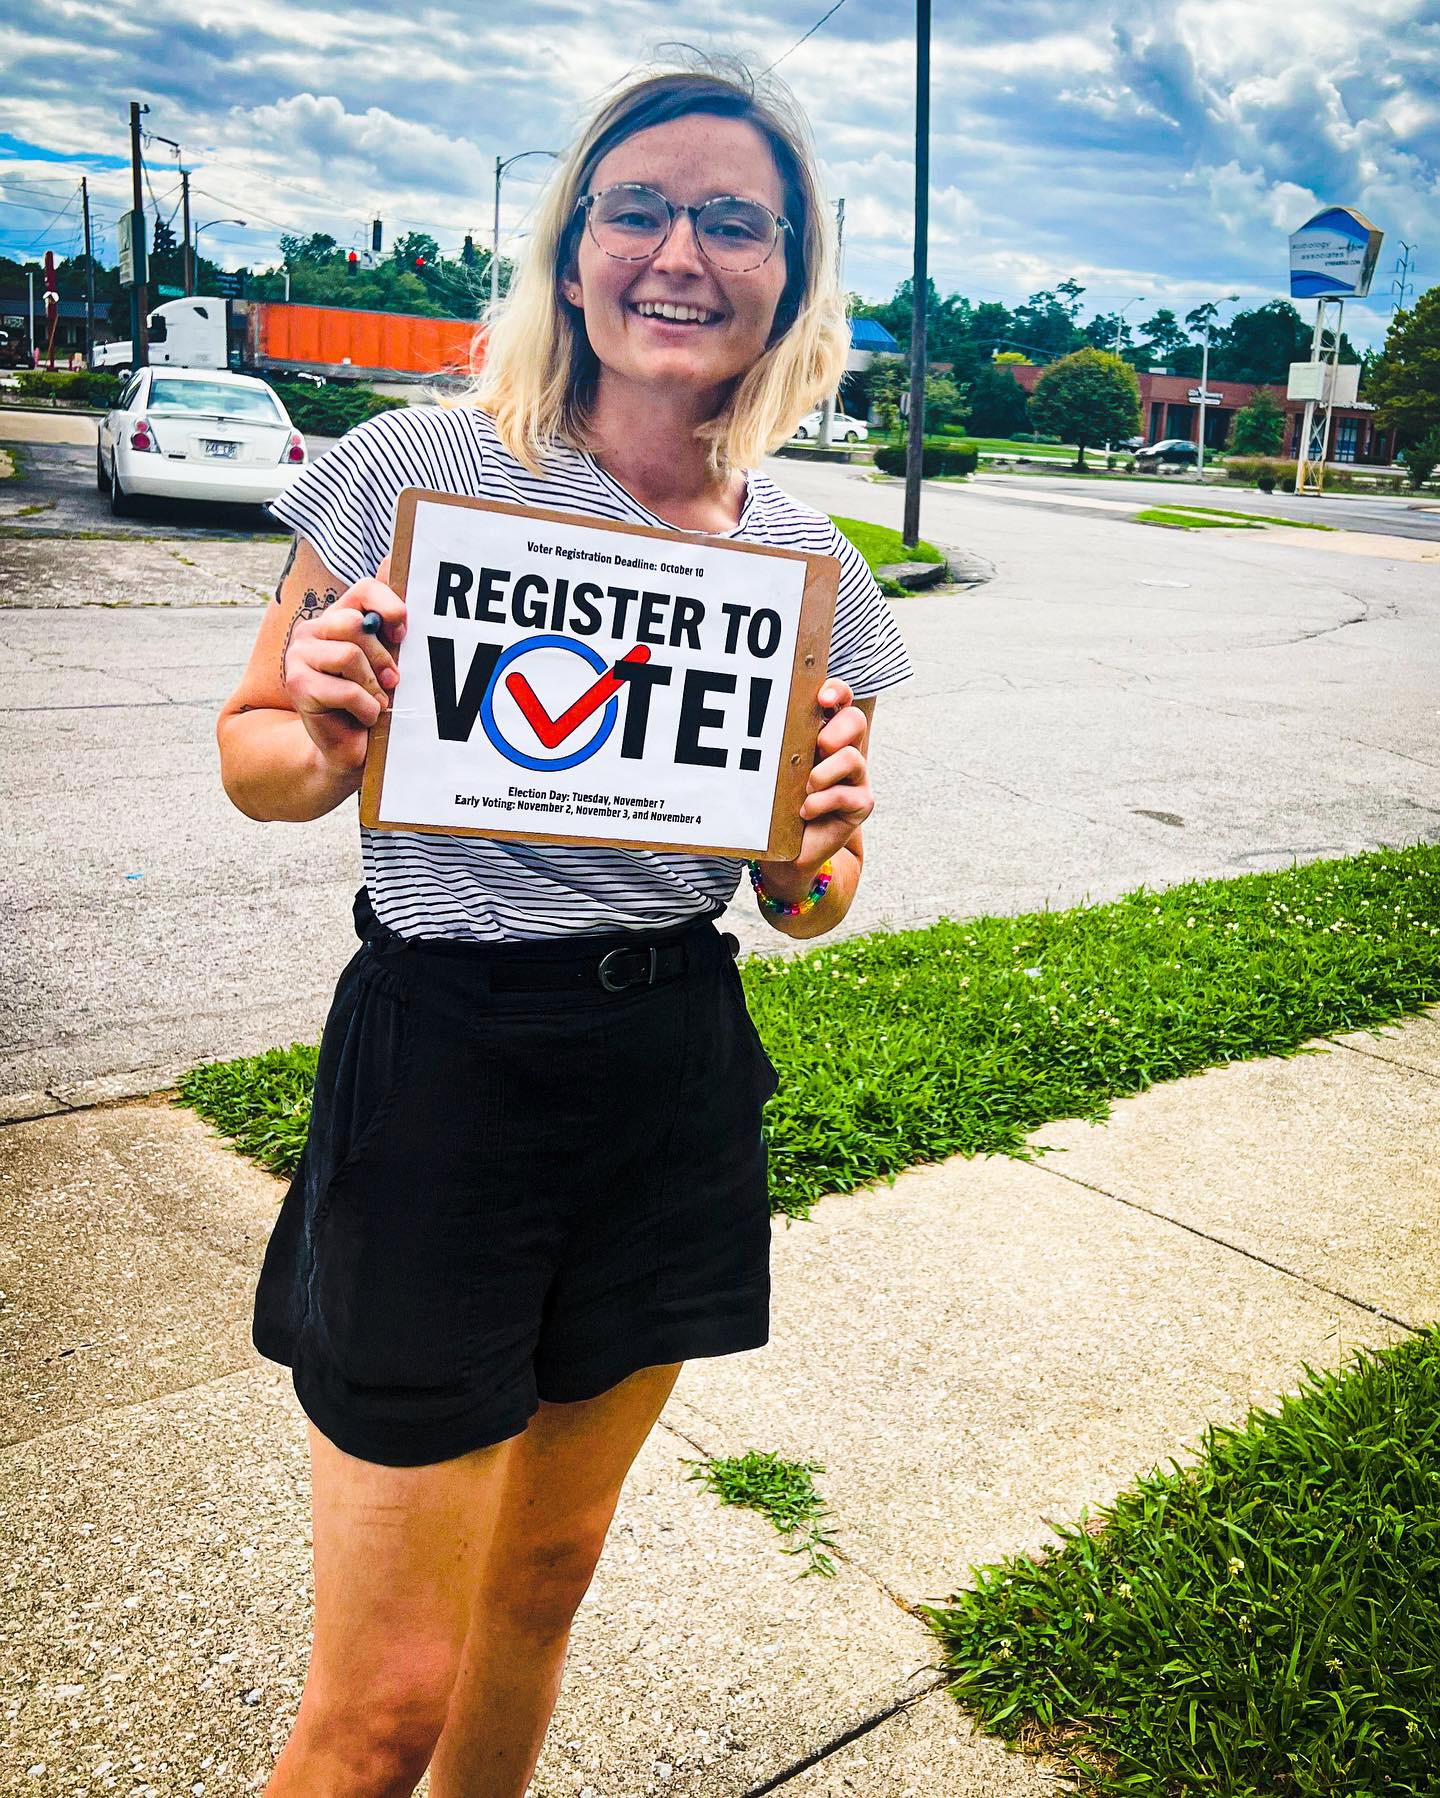 Voter Registration Deadline: October 10
REGISTER TO
VOTE!
Election Day: Tuesday, November 7
Early Voting: November 2, November 3, and November 4
audiology
associates